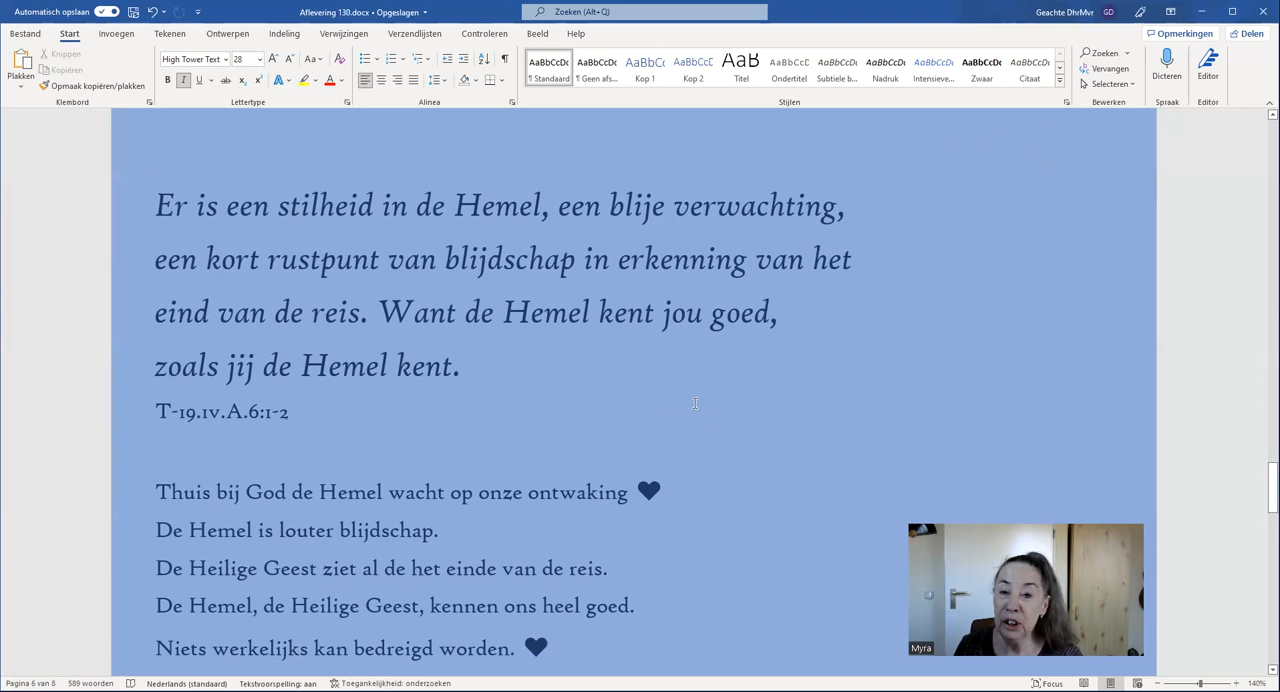 Automatisch opslaan
Aflevering 130.docx • Opgeslagen
Zoeken (Alt+Q)
Geachte DhrMvr GD
Bestand Start Invoegen Tekenen Ontwerpen Indeling Verwijzingen Verzendlijsten Controleren Beeld Help Opmerkingen Delen
Plakken
Knippen
Kopiëren
Opmaak kopiëren/plakken
Klembord
High Tower Text 28
Lettertype
Alinea
AaBbCcDc AaBbCcDc AaBbCcC AaBbCcC AaB AaBbCcD AaBbCcDc AaBbCcDc AaBbCcDc AaBbCcDc AaBbCcDc
¶ Standaard ¶ Geen afs... Kop 1 Kop 2 Titel Ondertitel Subtiele b... Nadruk Intensieve... Zwaar Citaat
Stijlen
Zoeken
Vervangen
Selecteren
Bewerken
Dicteren
Spraak
Editor
Editor
Er is een stilheid in de Hemel, een blije verwachting,
een kort rustpunt van blijdschap in erkenning van het
eind van de reis. Want de Hemel kent jou goed,
zoals jij de Hemel kent.
T-19.iv.A.6:1-2
Thuis bij God de Hemel wacht op onze ontwaking ♥
De Hemel is louter blijdschap.
De Heilige Geest ziet al de het einde van de reis.
De Hemel, de Heilige Geest, kennen ons heel goed.
Niets werkelijks kan bedreigd worden. ♥
Myra
Pagina 6 van 8 589 woorden Nederlands (standaard) Tekstvoorspelling: aan Toegankelijkheid: onderzoeken Focus 140%